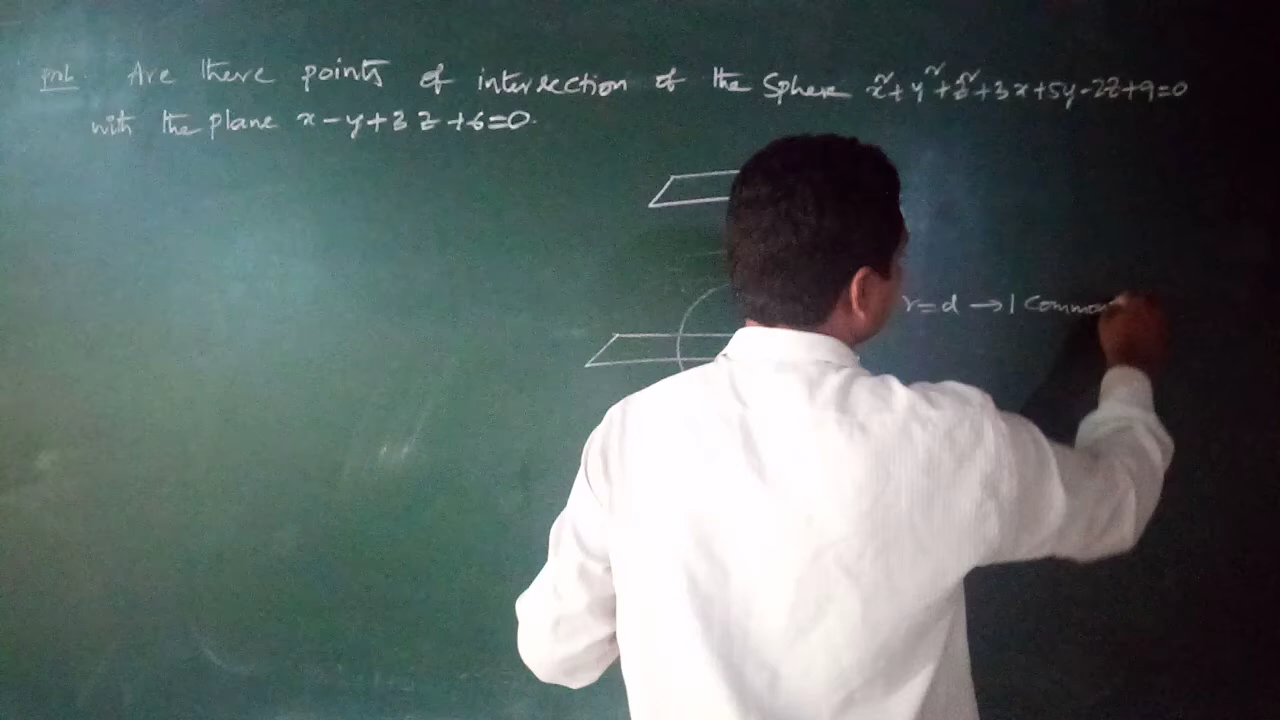 prob. Are there points of intersection of the Sphere x²+y²+z²+3x+5y-2z+9=0
with the plane x-y+3z+6=0.
r=d → 1 Common